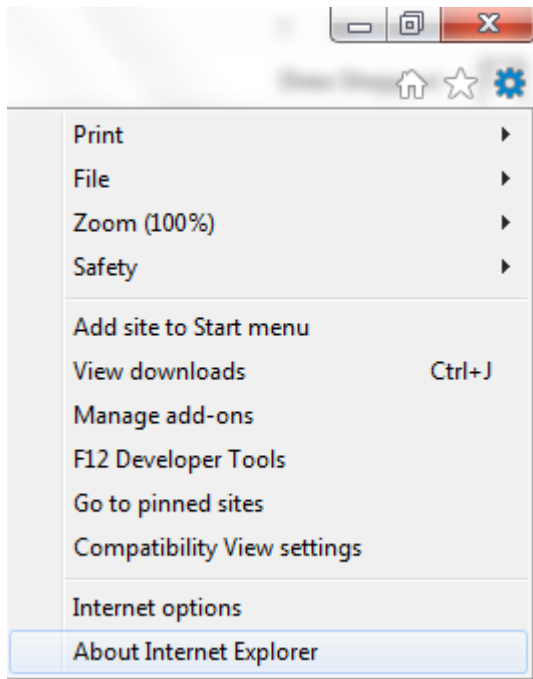 Print
File
Zoom (100%)
Safety
Add site to Start menu
View downloads Ctrl+J
Manage add-ons
F12 Developer Tools
Go to pinned sites
Compatibility View settings
Internet options
About Internet Explorer